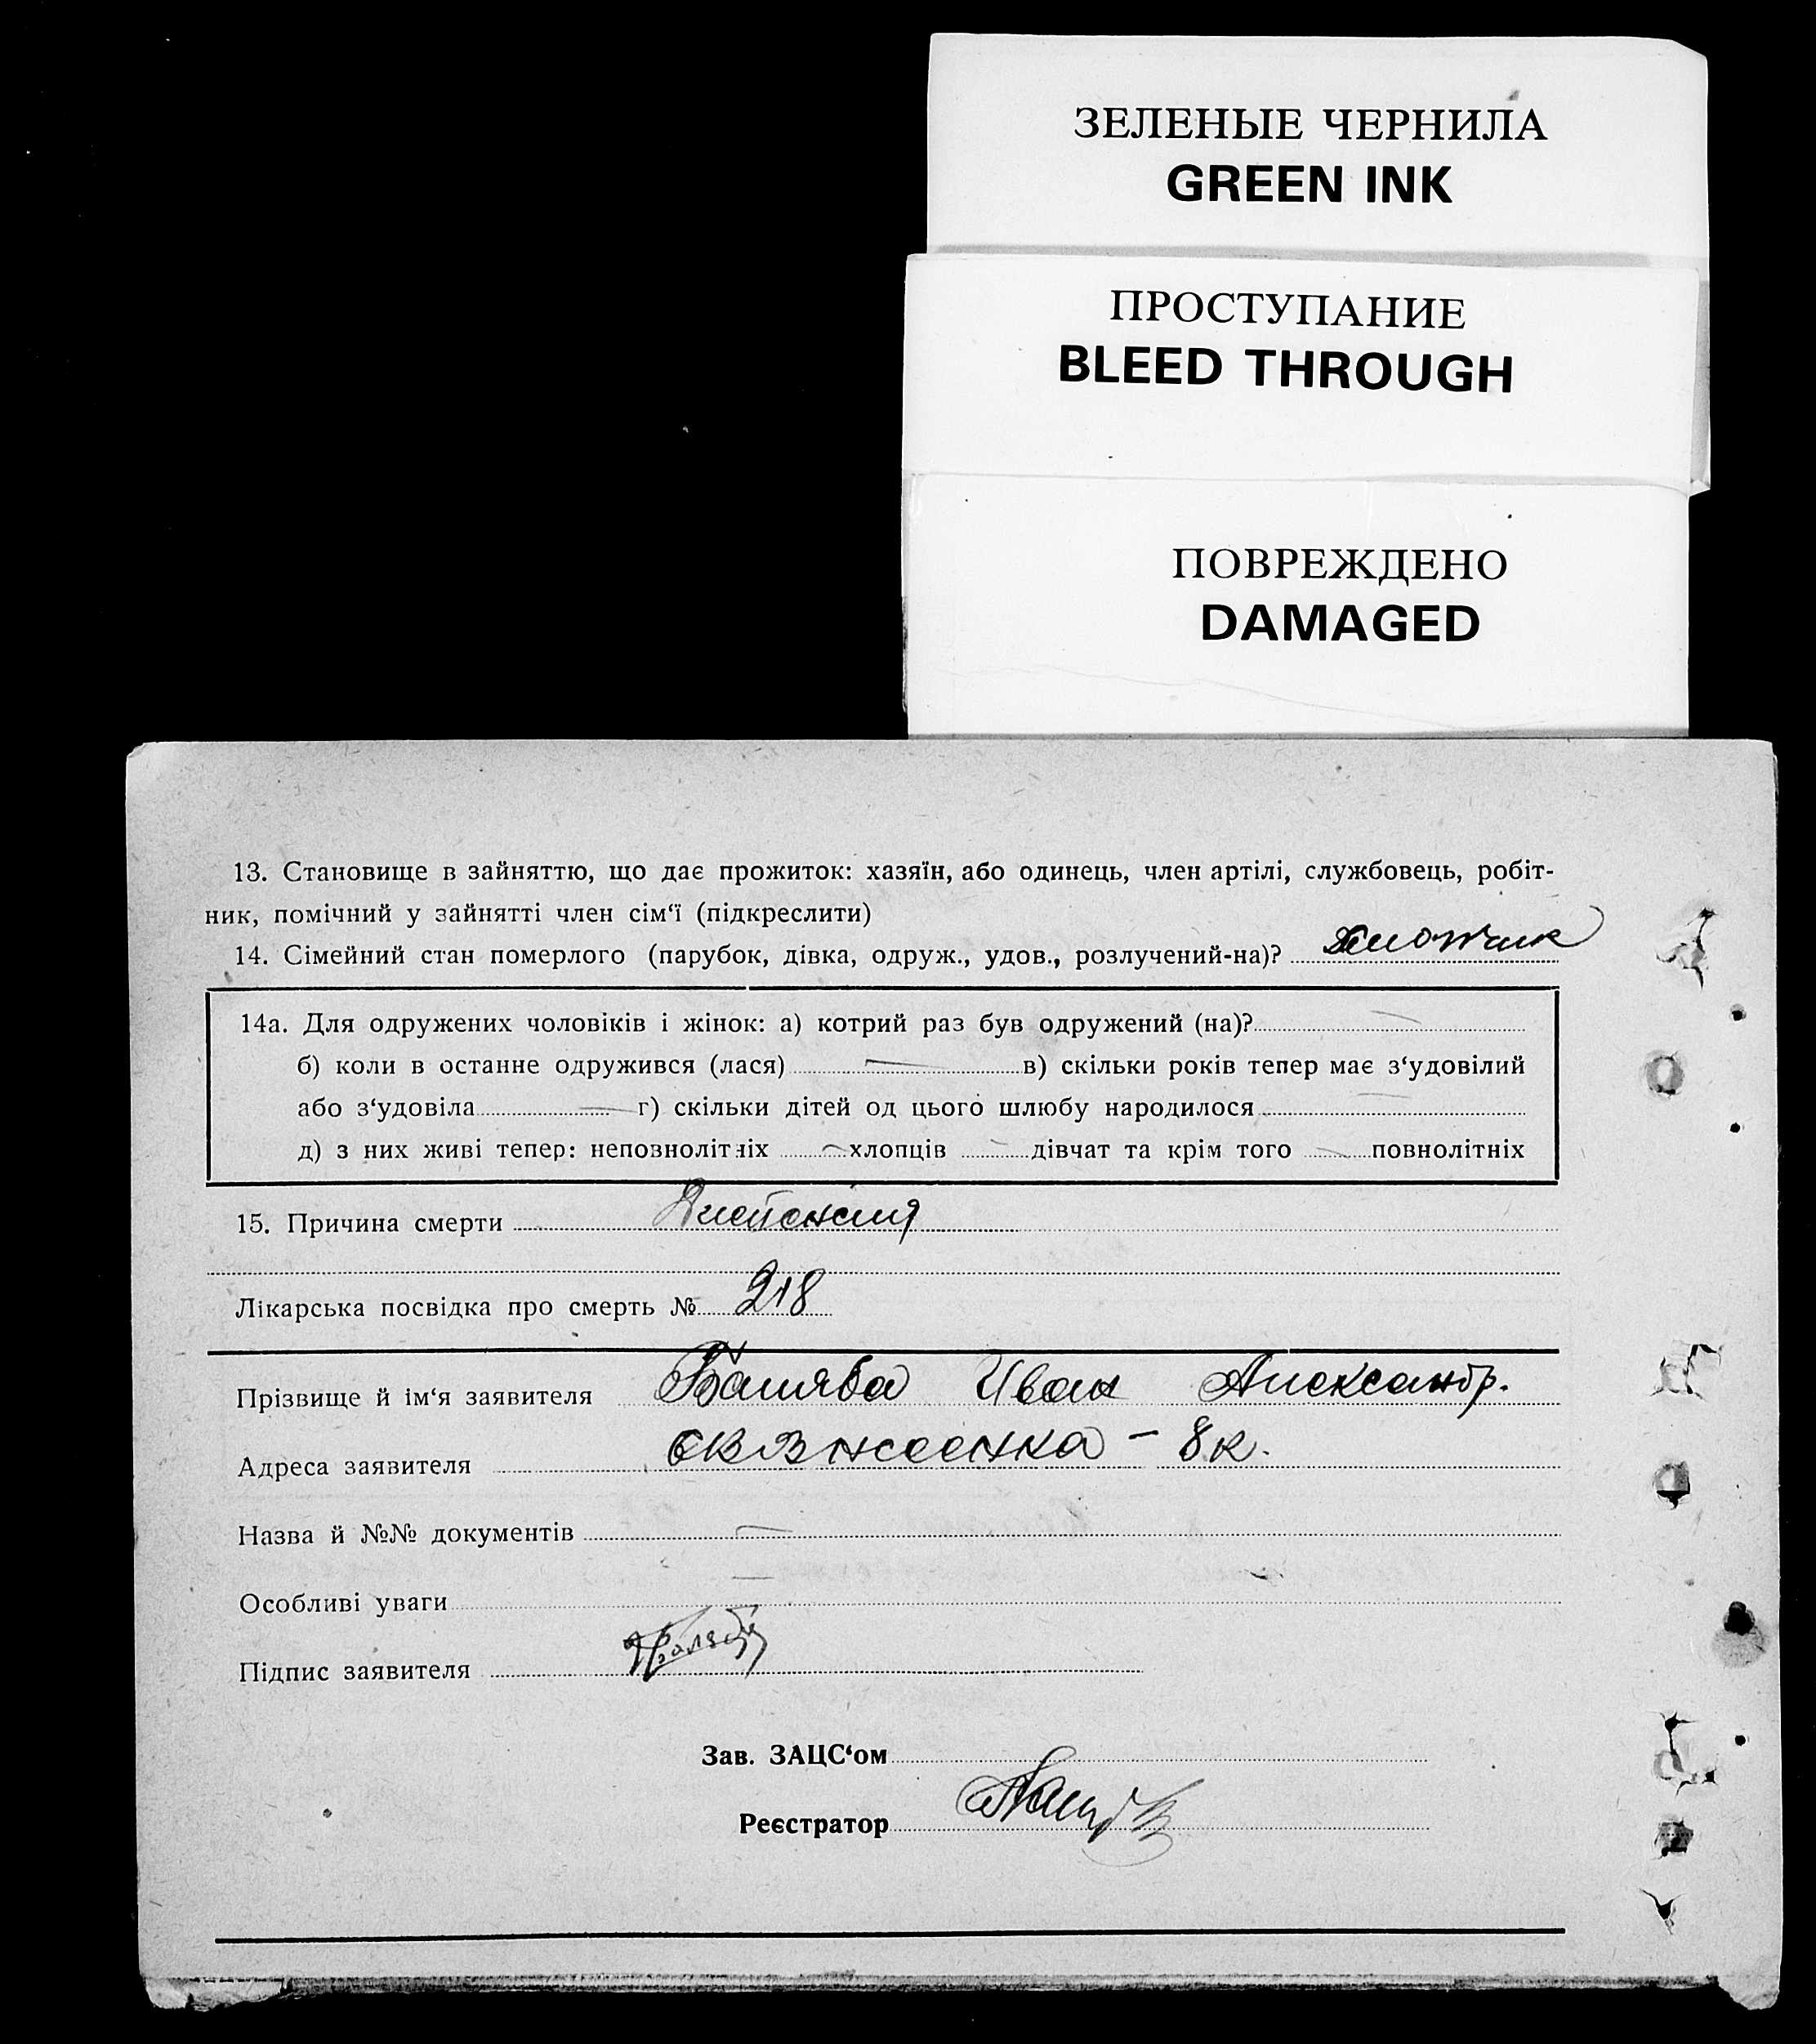 ЗЕЛЕНЫЕ ЧЕРНИЛА
GREEN INK
ПРОСТУПАНИЕ
BLEED THROUGH
ПОВРЕЖДЕНО
DAMAGED
13. Становище в зайняттю, що дає прожиток: хазяїн, або одинець, член артілі, службовець, робіт-
ник, помічний у зайнятті член сім‘ї (підкреслити)
14. Сімейний стан померлого (парубок, дівка, одруж., удов., розлучений-на)?
14а. Для одружених чоловіків і жінок: а) котрий раз був одружений (на)? —
б) коли в останне одружився (лася) — в) скільки років тепер має з‘удовілий
або з‘удовіла — г) скільки дітей од цього шлюбу народилося —
д) з них живі тепер: неповнолітніх — хлопців — дівчат та крім того — повнолітніх
15. Причина смерти Диспенсия
Лікарська посвідка про смерть № 218
Прізвище й ім‘я заявителя Иван Александр.
Адреса заявителя – 8 к.
Назва й №№ документів —
Особливі уваги —
Підпис заявителя
Зав. ЗАЦС‘ом
Реєстратор